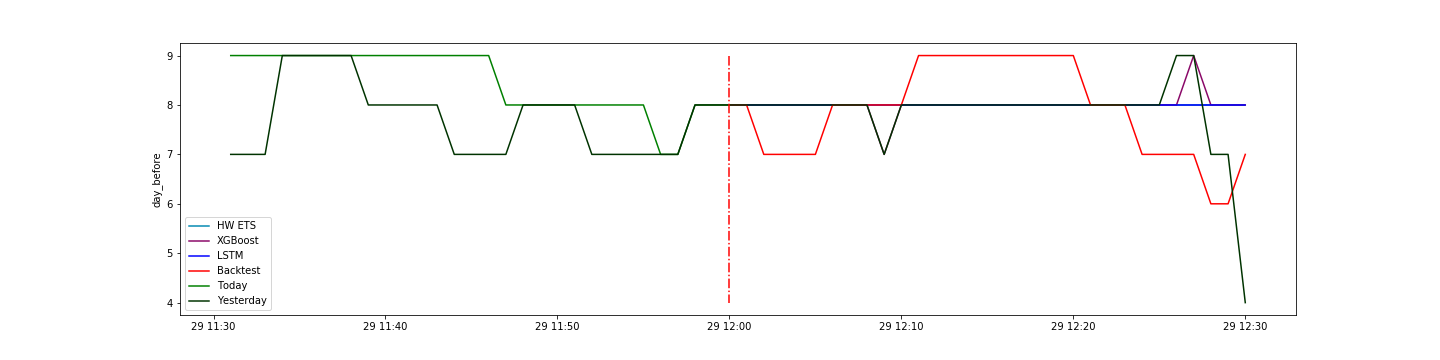 9
8
7
6
5
4
day_before
HW ETS
XGBoost
LSTM
Backtest
Today
Yesterday
29 11:30 29 11:40 29 11:50 29 12:00 29 12:10 29 12:20 29 12:30